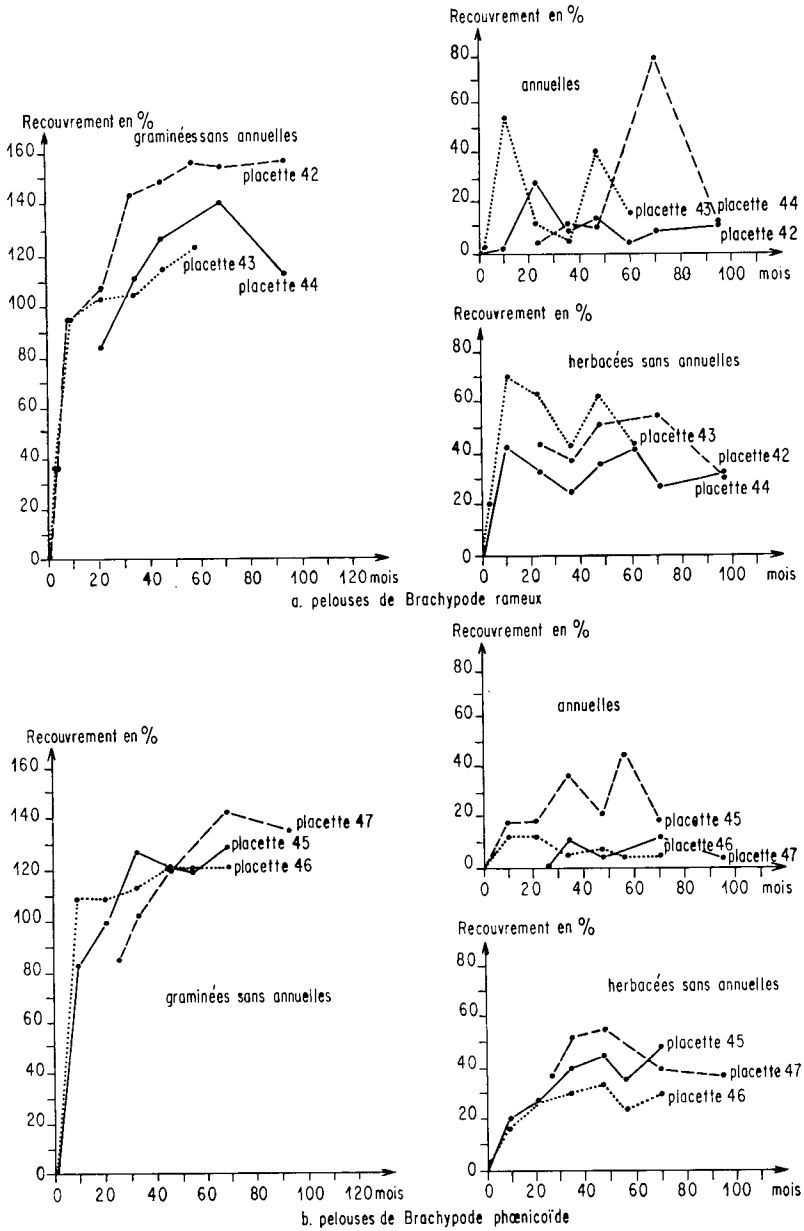 Recouvrement en %
graminées sans annuelles
160
140
120
100
80
60
40
20
0
placette 42
placette 43
placette 44
0 20 40 60 80 100 120 mois
Recouvrement en %
annuelles
80
60
40
20
0
placette 43
placette 44
placette 42
0 20 40 60 80 100 mois
Recouvrement en %
herbacées sans annuelles
80
60
40
20
0
placette 43
placette 42
placette 44
0 20 40 60 80 100 mois
a. pelouses de Brachypode rameux
Recouvrement en %
160
140
120
100
80
60
40
20
0
placette 47
placette 45
placette 46
graminées sans annuelles
0 20 40 60 80 100 120 mois
Recouvrement en %
annuelles
80
60
40
20
0
placette 45
placette 46
placette 47
0 20 40 60 80 100 mois
Recouvrement en %
herbacées sans annuelles
80
60
40
20
0
placette 45
placette 47
placette 46
0 20 40 60 80 100 mois
b. pelouses de Brachypode phœnicoïde